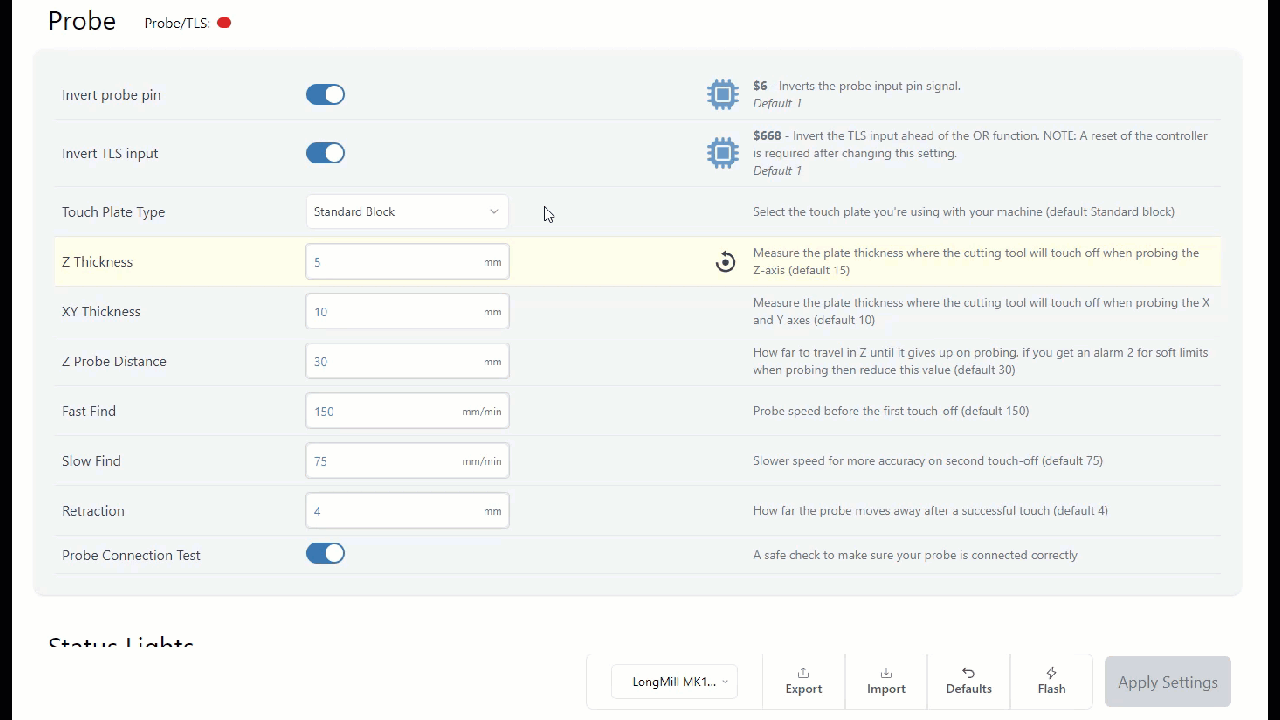 Probe
Probe/TLS:
Invert probe pin
$6 - Inverts the probe input pin signal.
Default 1
Invert TLS input
$668 - Invert the TLS input ahead of the OR function. NOTE: A reset of the controller
is required after changing this setting.
Default 1
Touch Plate Type
Standard Block
Select the touch plate you're using with your machine (default Standard block)
Z Thickness
5 mm
Measure the plate thickness where the cutting tool will touch off when probing the
Z-axis (default 15)
XY Thickness
10 mm
Measure the plate thickness where the cutting tool will touch off when probing the X
and Y axes (default 10)
Z Probe Distance
30 mm
How far to travel in Z until it gives up on probing, if you get an alarm 2 for soft limits
when probing then reduce this value (default 30)
Fast Find
150 mm/min
Probe speed before the first touch-off (default 150)
Slow Find
75 mm/min
Slower speed for more accuracy on second touch-off (default 75)
Retraction
4 mm
How far the probe moves away after a successful touch (default 4)
Probe Connection Test
A safe check to make sure your probe is connected correctly
Status Lights
LongMill MK1...
Export
Import
Defaults
Flash
Apply Settings